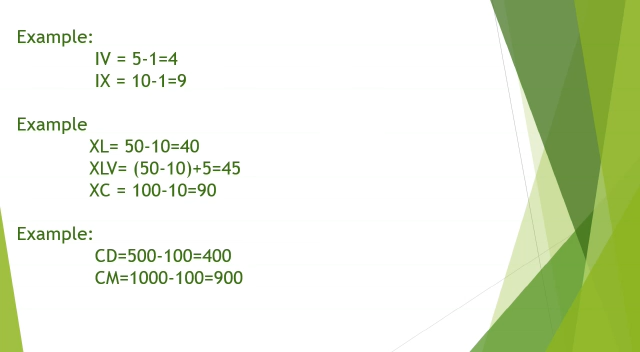 Example:
IV = 5-1=4
IX = 10-1=9
Example
XL= 50-10=40
XLV= (50-10)+5=45
XC = 100-10=90
Example:
CD=500-100=400
CM=1000-100=900